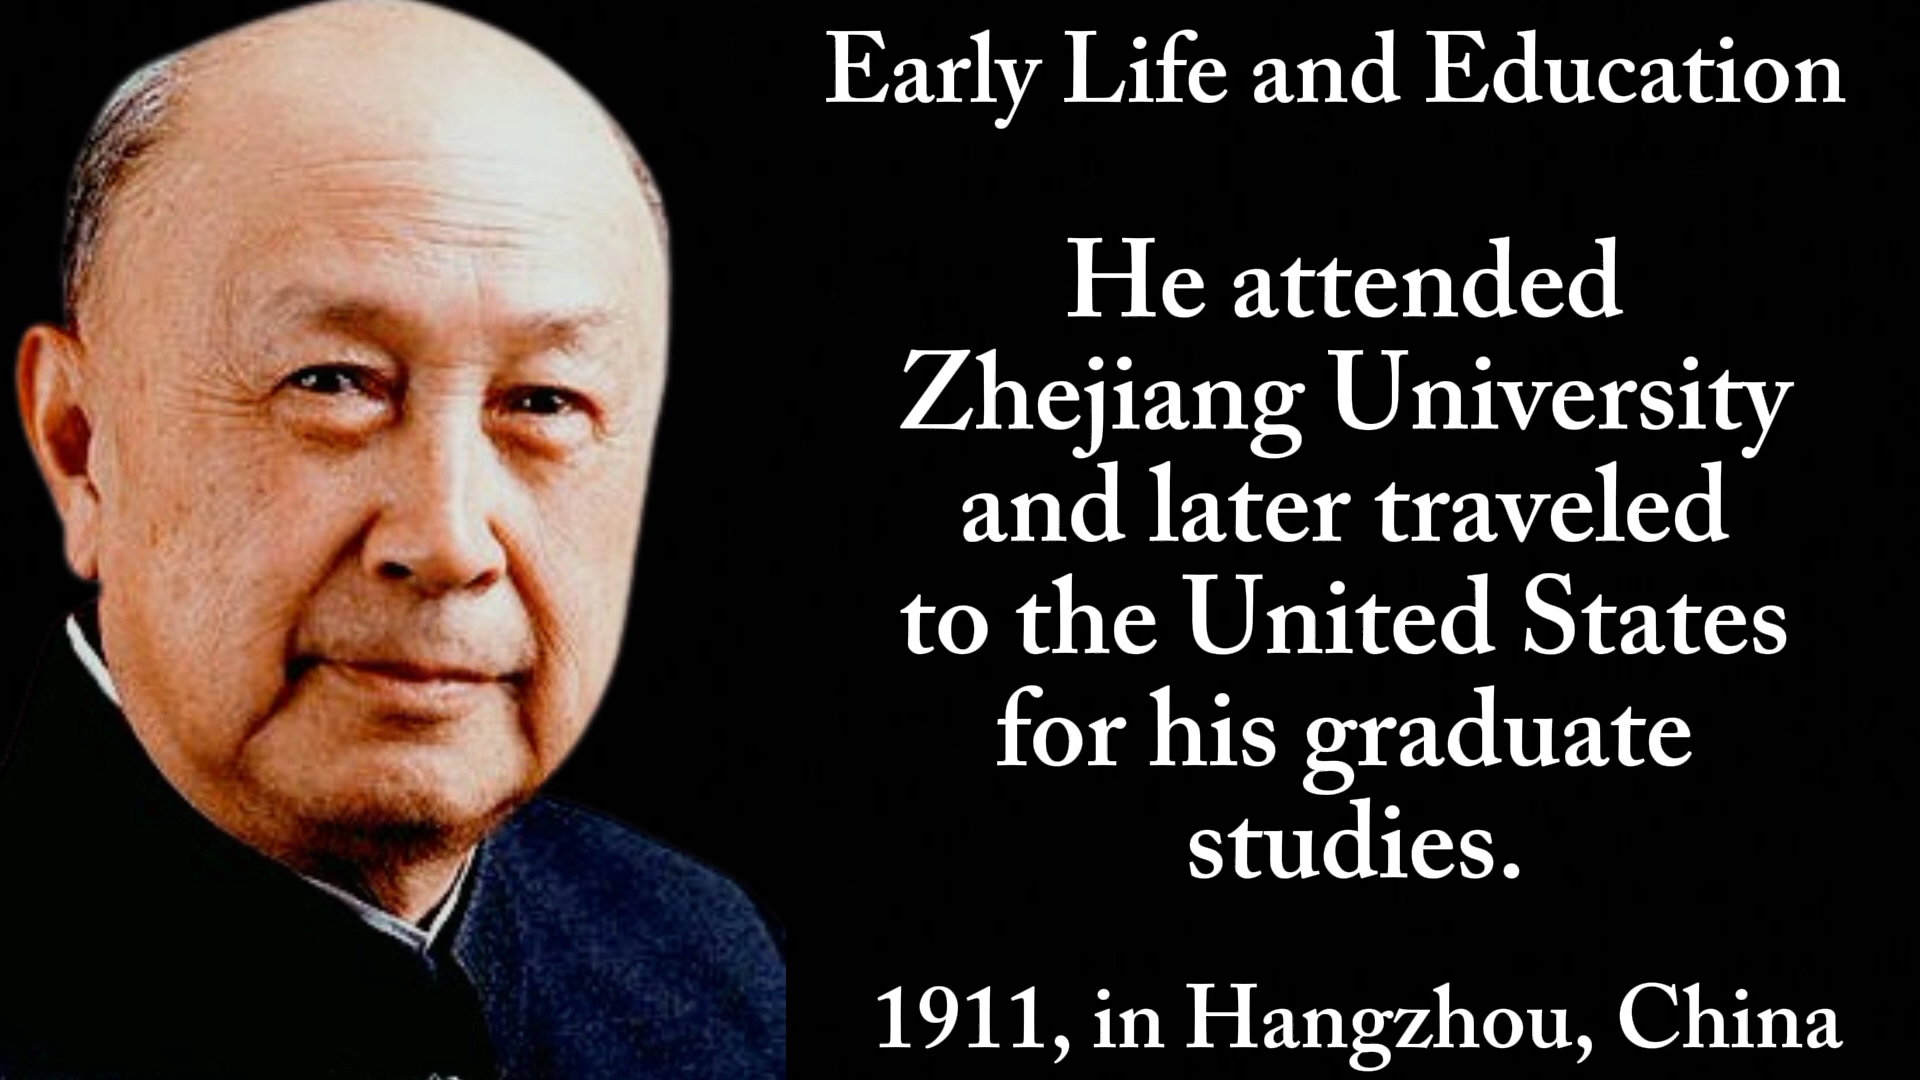 Early Life and Education
He attended
Zhejiang University
and later traveled
to the United States
for his graduate
studies.
1911, in Hangzhou, China